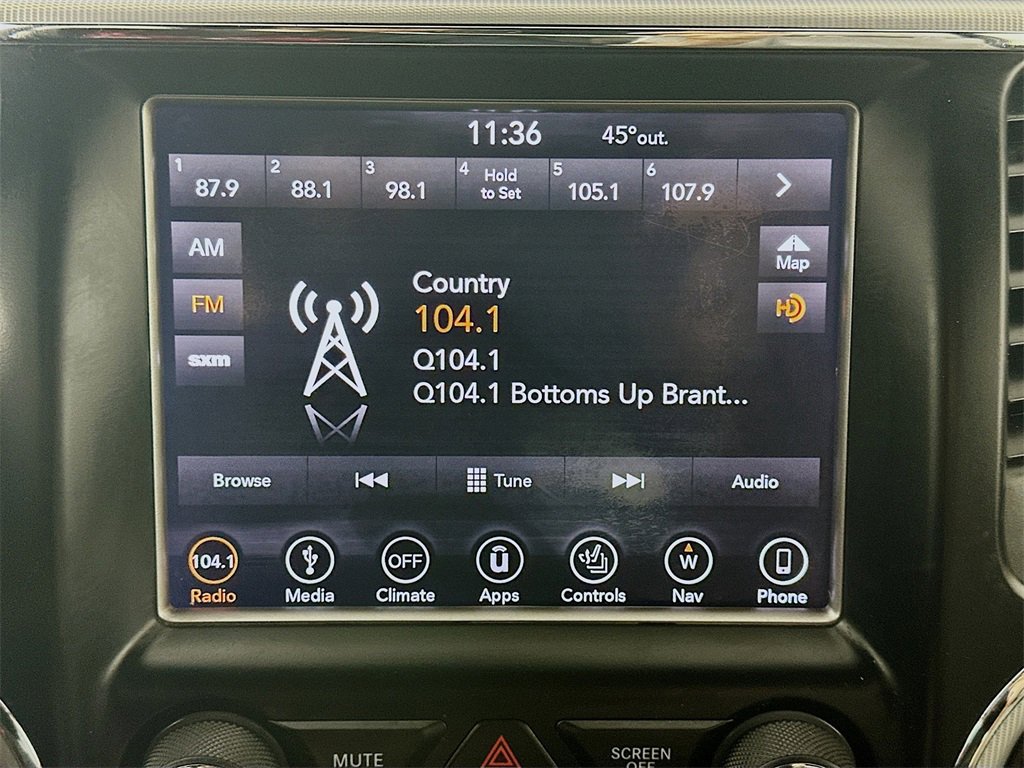 11:36 45°out.
1 87.9 2 88.1 3 98.1 4 Hold to Set 5 105.1 6 107.9
AM
Map
FM
HD
sxm
Country
104.1
Q104.1
Q104.1 Bottoms Up Brant...
Browse Tune Audio
104.1 OFF W
Radio Media Climate Apps Controls Nav Phone
MUTE
SCREEN
OFF